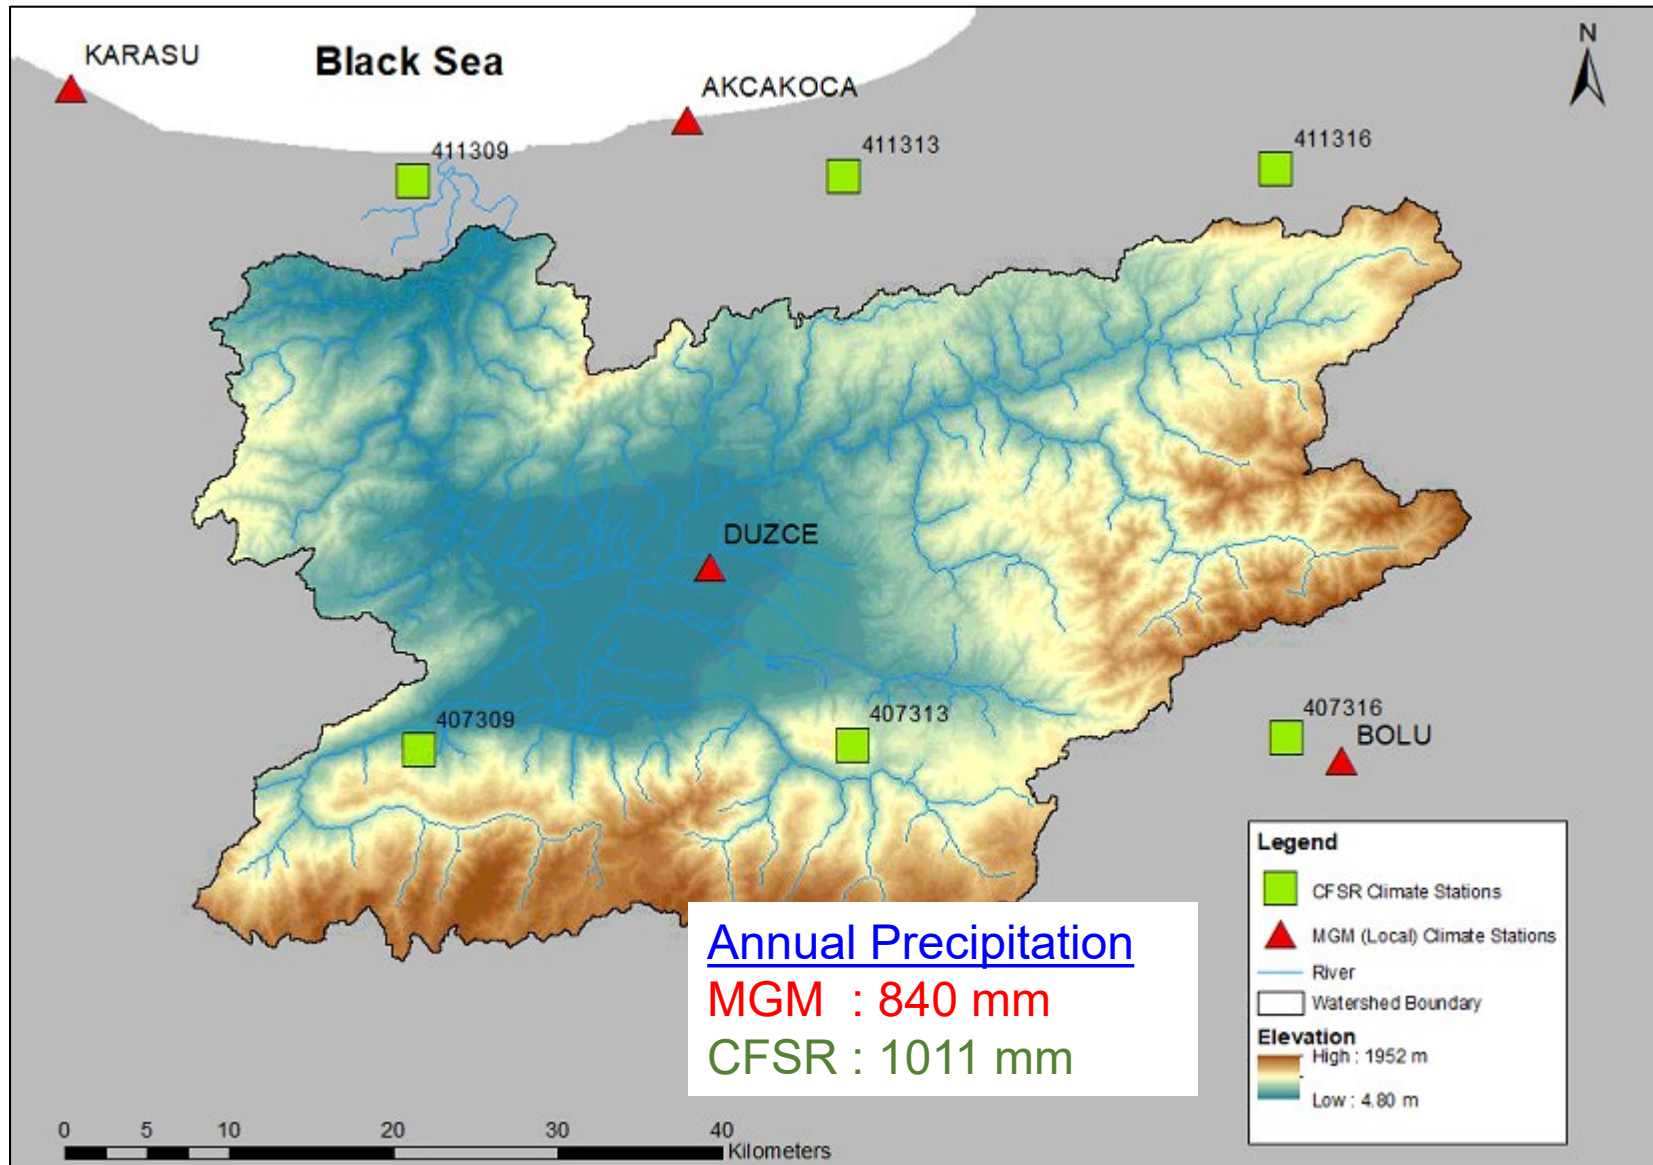 KARASU
Black Sea
AKCAKOCA
N
411309
411313
411316
DUZCE
407309
407313
407316
BOLU
Legend
CFSR Climate Stations
MGM (Local) Climate Stations
River
Watershed Boundary
Elevation
High : 1952 m
Low : 4.80 m
Annual Precipitation
MGM : 840 mm
CFSR : 1011 mm
0 5 10 20 30 40
Kilometers